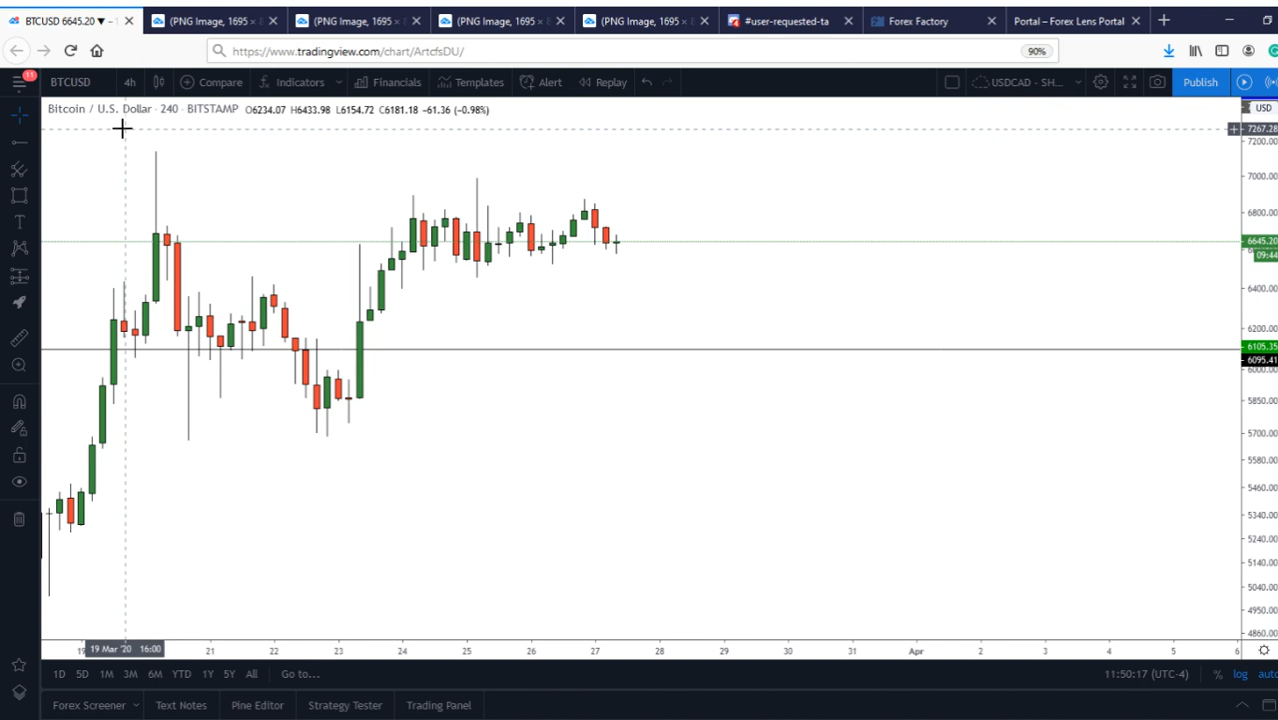 BTCUSD 6645.20 ▼ −
(PNG Image, 1695 ×
(PNG Image, 1695 ×
(PNG Image, 1695 ×
(PNG Image, 1695 ×
#user-requested-ta
Forex Factory
Portal – Forex Lens Portal
https://www.tradingview.com/chart/ArtcfsDU/
90%
11
BTCUSD
4h
Compare
Indicators
Financials
Templates
Alert
Replay
USDCAD - SH...
Publish
Bitcoin / U.S. Dollar · 240 · BITSTAMP O6234.07 H6433.98 L6154.72 C6181.18 −61.36 (−0.98%)
USD
7267.28
7200.00
7000.00
6800.00
6645.20
09:44
6400.00
6200.00
6105.35
6095.41
6000.00
5850.00
5700.00
5580.00
5460.00
5340.00
5240.00
5140.00
5040.00
4950.00
4860.00
19 Mar '20 16:00
21
22
23
24
25
26
27
28
29
30
31
Apr
2
3
4
5
6
1D
5D
1M
3M
6M
YTD
1Y
5Y
All
Go to...
11:50:17 (UTC-4)
%
log
auto
Forex Screener
Text Notes
Pine Editor
Strategy Tester
Trading Panel